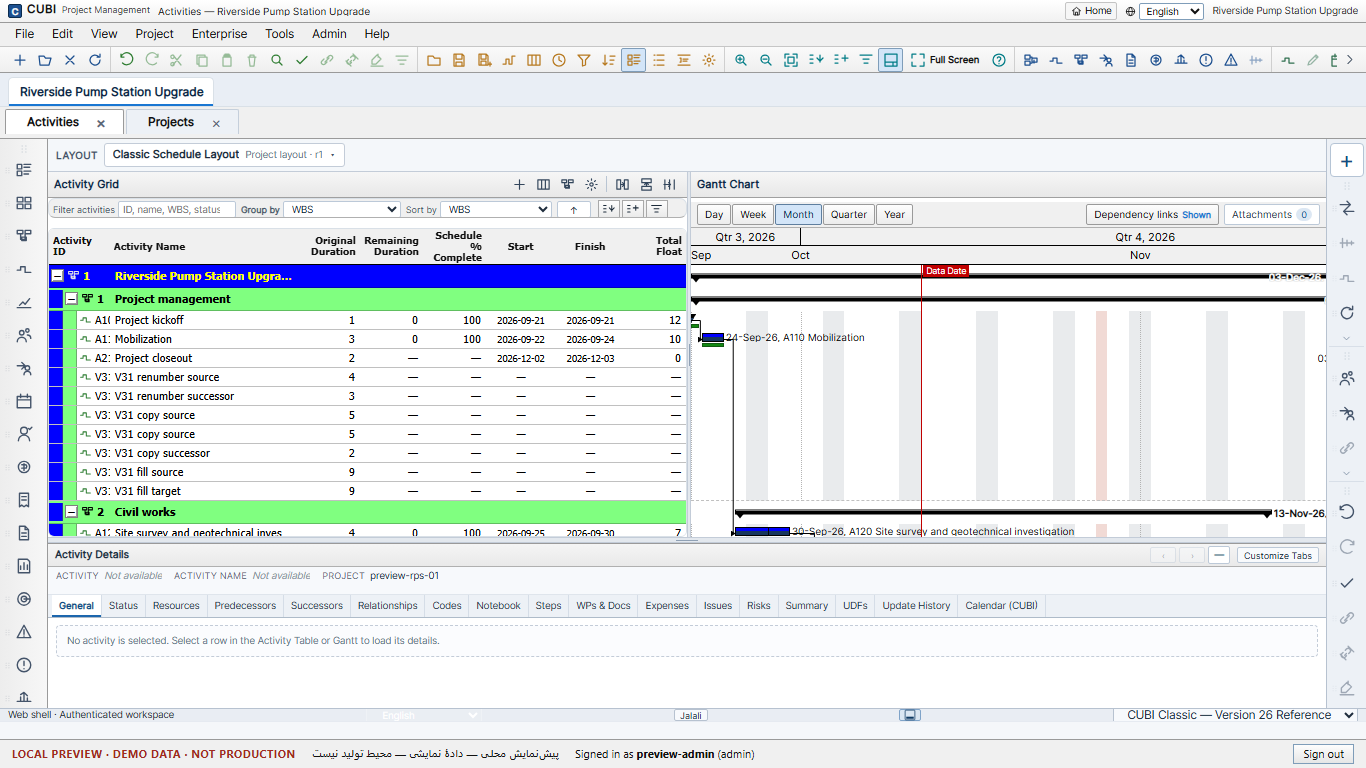 CUBI Project Management Activities — Riverside Pump Station Upgrade Home English Riverside Pump Station Upgrade
File Edit View Project Enterprise Tools Admin Help
Full Screen
Riverside Pump Station Upgrade
Activities Projects
LAYOUT Classic Schedule Layout Project layout · r1
Activity Grid
Filter activities ID, name, WBS, status Group by WBS Sort by WBS
Activity ID Activity Name Original Duration Remaining Duration Schedule % Complete Start Finish Total Float
1 Riverside Pump Station Upgra...
1 Project management
A10 Project kickoff 1 0 100 2026-09-21 2026-09-21 12
A11 Mobilization 3 0 100 2026-09-22 2026-09-24 10
A21 Project closeout 2 — — 2026-12-02 2026-12-03 0
V31 V31 renumber source 4 — — — — —
V31 V31 renumber successor 3 — — — — —
V31 V31 copy source 5 — — — — —
V31 V31 copy source 5 — — — — —
V31 V31 copy successor 2 — — — — —
V31 V31 fill source 9 — — — — —
V31 V31 fill target 9 — — — — —
2 Civil works
A12 Site survey and geotechnical inves 4 0 100 2026-09-25 2026-09-30 7
Gantt Chart
Day Week Month Quarter Year Dependency links Shown Attachments 0
Qtr 3, 2026 Qtr 4, 2026
Sep Oct Nov
Data Date
03-Dec-26
24-Sep-26, A110 Mobilization
03
13-Nov-26,
30-Sep-26, A120 Site survey and geotechnical investigation
Activity Details Customize Tabs
ACTIVITY Not available ACTIVITY NAME Not available PROJECT preview-rps-01
General Status Resources Predecessors Successors Relationships Codes Notebook Steps WPs & Docs Expenses Issues Risks Summary UDFs Update History Calendar (CUBI)
No activity is selected. Select a row in the Activity Table or Gantt to load its details.
Web shell · Authenticated workspace English Jalali CUBI Classic — Version 26 Reference
LOCAL PREVIEW · DEMO DATA · NOT PRODUCTION پیش‌نمایش محلی — دادهٔ نمایشی — محیط تولید نیست Signed in as preview-admin (admin) Sign out